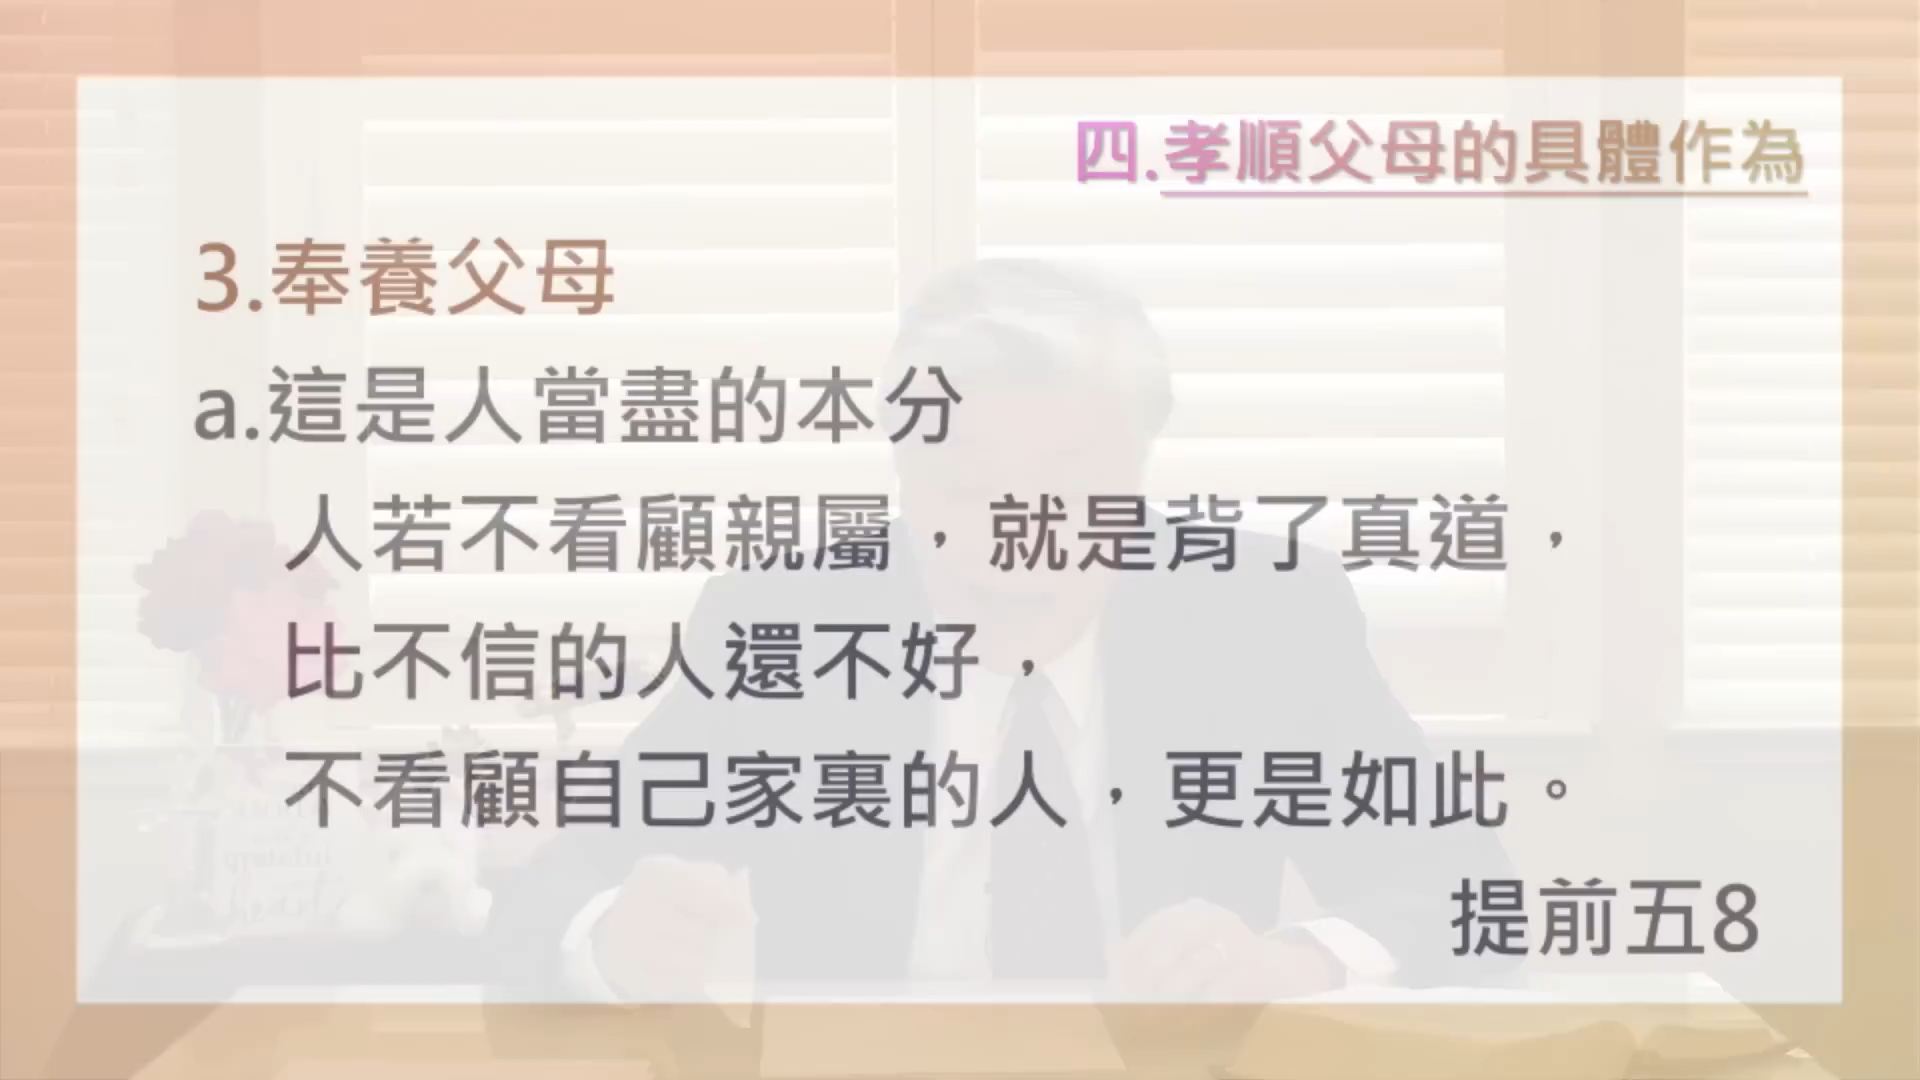 四.孝順父母的具體作為
3.奉養父母
a.這是人當盡的本分
人若不看顧親屬，就是背了真道，
比不信的人還不好，
不看顧自己家裏的人，更是如此。
提前五8